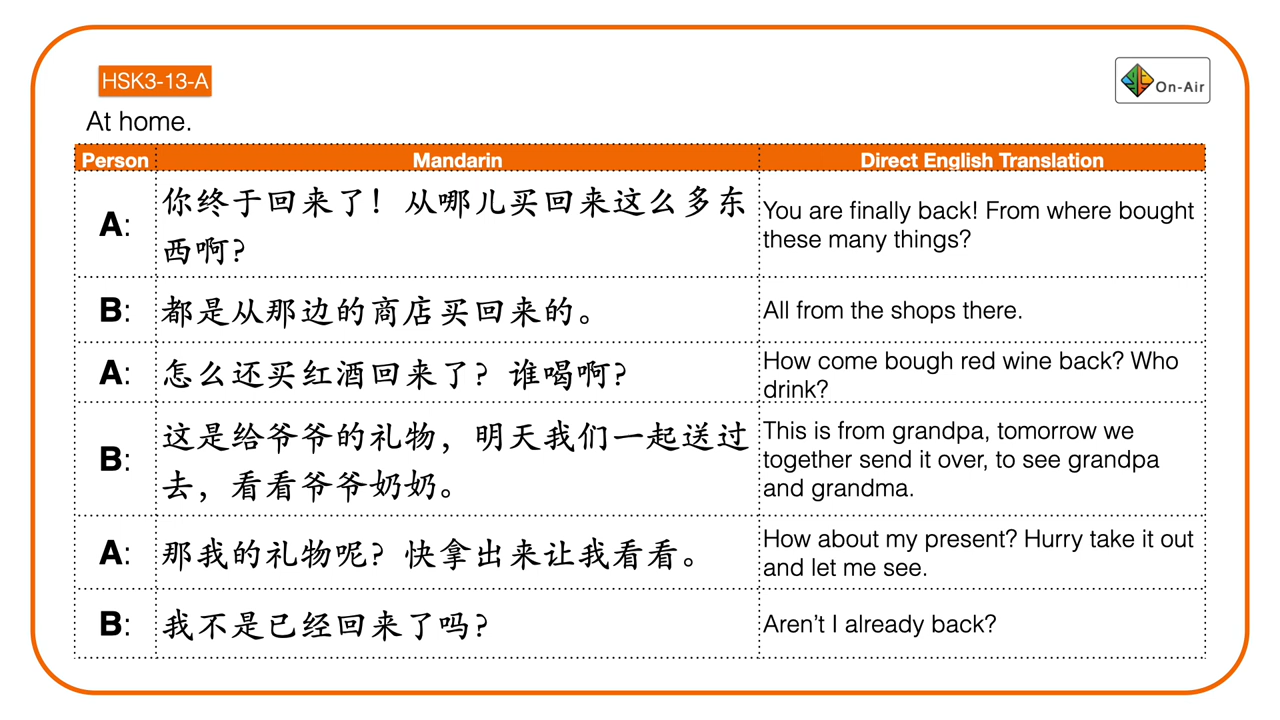 HSK3-13-A
On-Air
At home.
Person
Mandarin
Direct English Translation
A:
你终于回来了！从哪儿买回来这么多东
西啊？
You are finally back! From where bought
these many things?
B:
都是从那边的商店买回来的。
All from the shops there.
A:
怎么还买红酒回来了？谁喝啊？
How come bough red wine back? Who
drink?
B:
这是给爷爷的礼物，明天我们一起送过
去，看看爷爷奶奶。
This is from grandpa, tomorrow we
together send it over, to see grandpa
and grandma.
A:
那我的礼物呢？快拿出来让我看看。
How about my present? Hurry take it out
and let me see.
B:
我不是已经回来了吗？
Aren’t I already back?